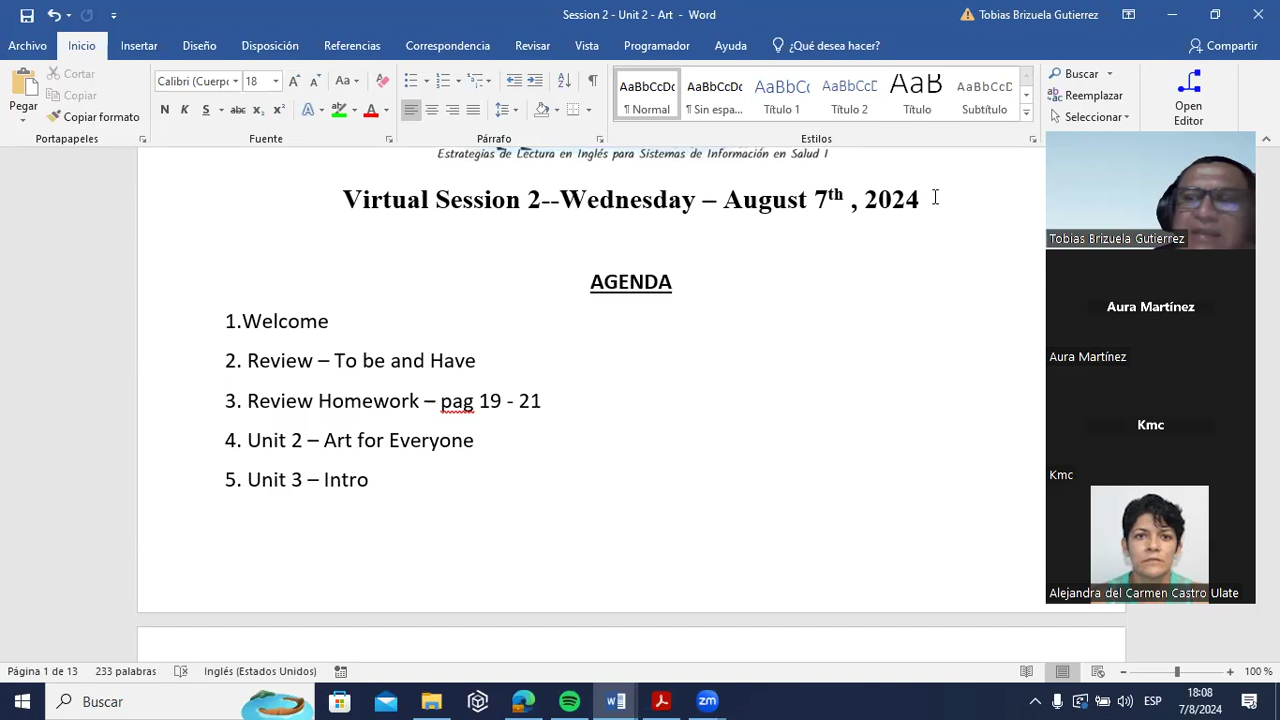 Session 2 - Unit 2 - Art - Word
Tobias Brizuela Gutierrez
Archivo Inicio Insertar Diseño Disposición Referencias Correspondencia Revisar Vista Programador Ayuda ¿Qué desea hacer? Compartir
Pegar
Cortar
Copiar
Copiar formato
Portapapeles
Calibri (Cuerpo 18
Aa
N K S abc x₂ x²
Fuente
Párrafo
AaBbCcDc AaBbCcDc AaBbCc AaBbCcD AaB AaBbCcD
¶ Normal ¶ Sin espa... Título 1 Título 2 Título Subtítulo
Estilos
Buscar
Reemplazar
Seleccionar
Edición
Open
Editor
Estrategias de Lectura en Inglés para Sistemas de Información en Salud I
Virtual Session 2--Wednesday – August 7th , 2024
AGENDA
1.Welcome
2. Review – To be and Have
3. Review Homework – pag 19 - 21
4. Unit 2 – Art for Everyone
5. Unit 3 – Intro
Tobias Brizuela Gutierrez
Aura Martínez
Aura Martínez
Kmc
Kmc
Alejandra del Carmen Castro Ulate
Página 1 de 13 233 palabras Inglés (Estados Unidos) 100 %
Buscar
ESP
18:08
7/8/2024